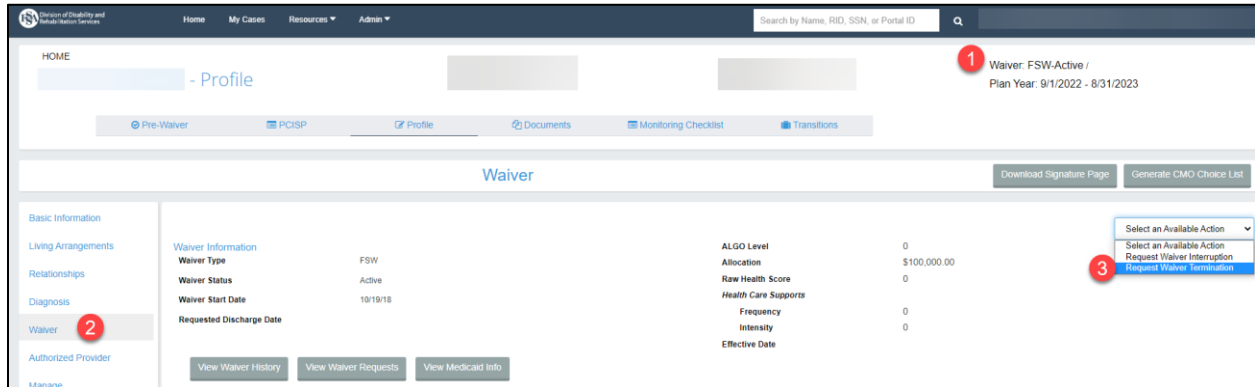 Division of Disability and
Rehabilitation Services
Home My Cases Resources Admin
Search by Name, RID, SSN, or Portal ID
HOME
- Profile
1
Waiver: FSW-Active /
Plan Year: 9/1/2022 - 8/31/2023
Pre-Waiver PCISP Profile Documents Monitoring Checklist Transitions
Waiver
Download Signature Page Generate CMO Choice List
Basic Information
Living Arrangements
Relationships
Diagnosis
Waiver 2
Authorized Provider
Manage
Waiver Information
Waiver Type FSW
Waiver Status Active
Waiver Start Date 10/19/18
Requested Discharge Date
View Waiver History View Waiver Requests View Medicaid Info
ALGO Level 0
Allocation $100,000.00
Raw Health Score 0
Health Care Supports
Frequency 0
Intensity 0
Effective Date
Select an Available Action
Select an Available Action
Request Waiver Interruption
3 Request Waiver Termination